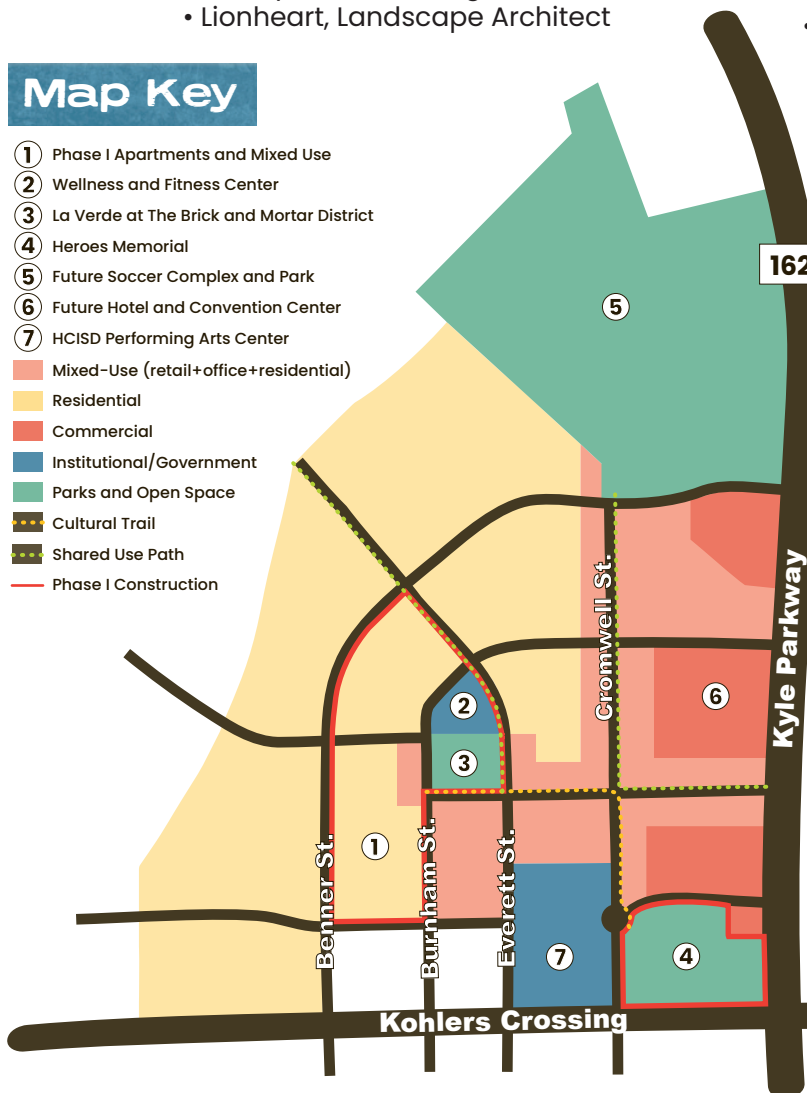 • Lionheart, Landscape Architect
Map Key
1 Phase I Apartments and Mixed Use
2 Wellness and Fitness Center
3 La Verde at The Brick and Mortar District
4 Heroes Memorial
5 Future Soccer Complex and Park
6 Future Hotel and Convention Center
7 HCISD Performing Arts Center
Mixed-Use (retail+office+residential)
Residential
Commercial
Institutional/Government
Parks and Open Space
Cultural Trail
Shared Use Path
Phase I Construction
162
5
Cromwell St.
Kyle Parkway
6
2
3
1
Benner St.
Burnham St.
Everett St.
7
4
Kohlers Crossing